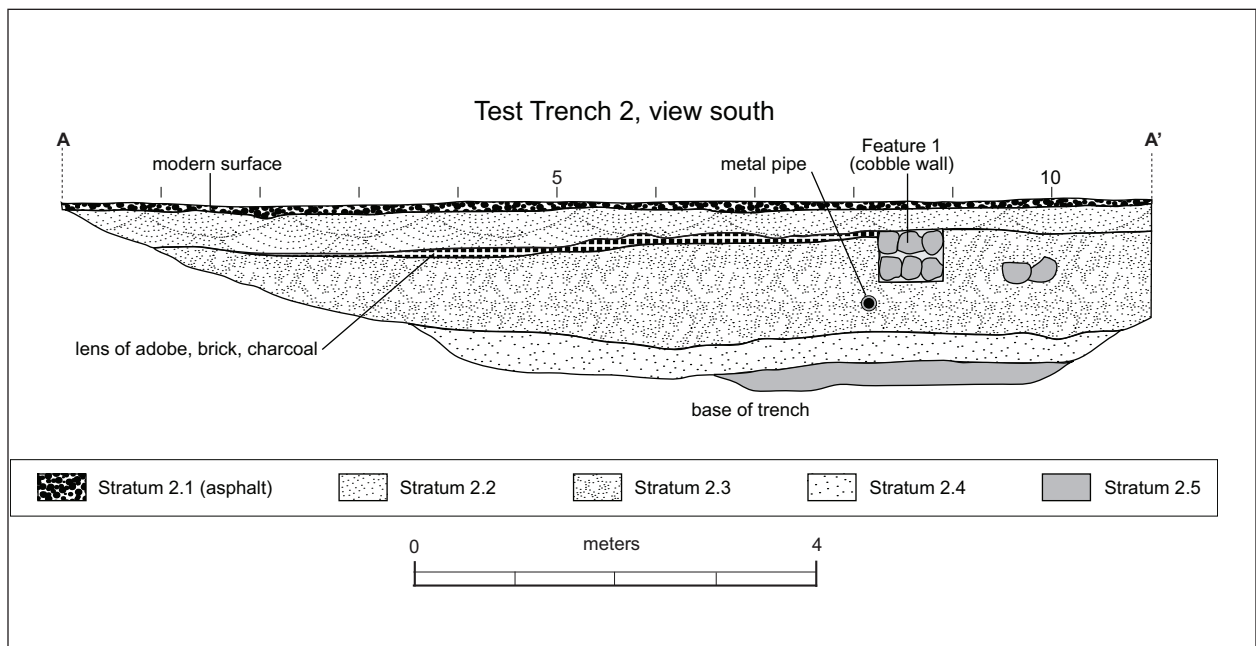 Test Trench 2, view south
A
A’
modern surface
metal pipe
Feature 1
(cobble wall)
5
10
lens of adobe, brick, charcoal
base of trench
Stratum 2.1 (asphalt)
Stratum 2.2
Stratum 2.3
Stratum 2.4
Stratum 2.5
0
meters
4